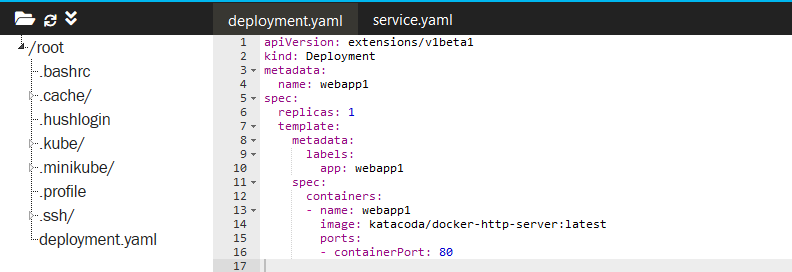 deployment.yaml service.yaml
/root
.bashrc
.cache/
.hushlogin
.kube/
.minikube/
.profile
.ssh/
deployment.yaml
1 apiVersion: extensions/v1beta1
2 kind: Deployment
3 metadata:
4   name: webapp1
5 spec:
6   replicas: 1
7   template:
8     metadata:
9       labels:
10         app: webapp1
11     spec:
12       containers:
13       - name: webapp1
14         image: katacoda/docker-http-server:latest
15         ports:
16         - containerPort: 80
17